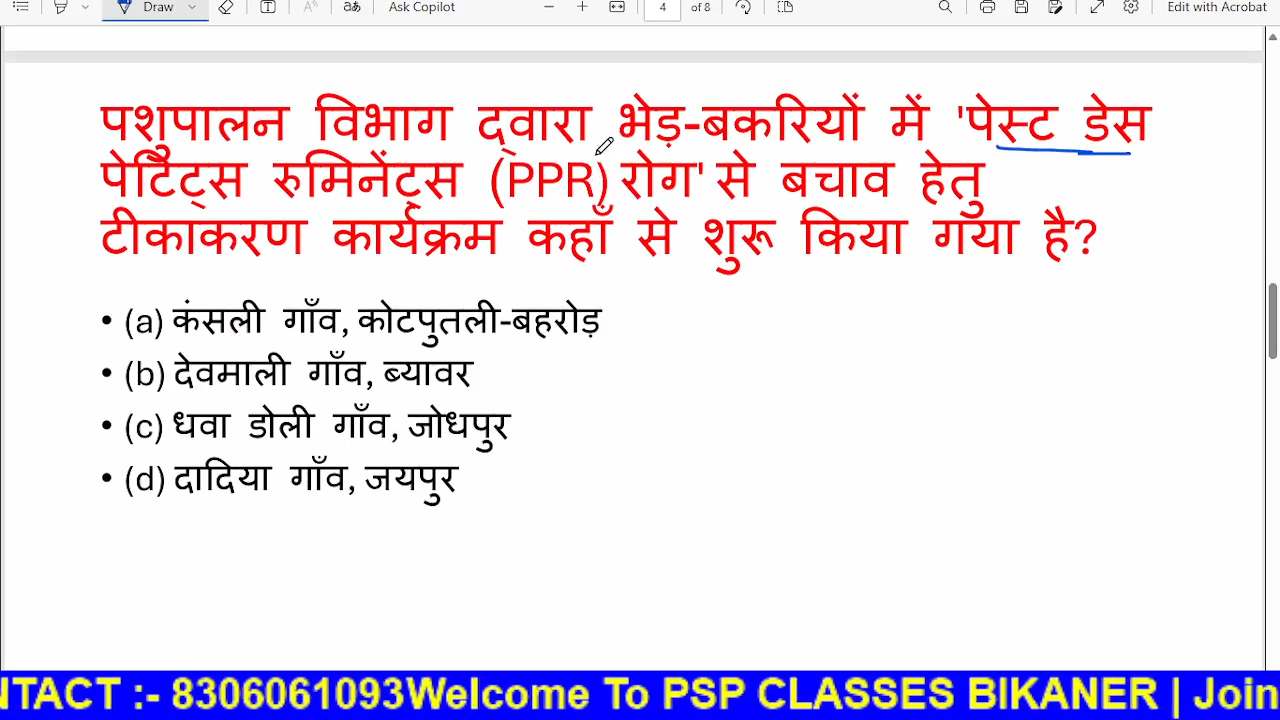 Draw
Ask Copilot
4 of 8
Edit with Acrobat
पशुपालन विभाग द्वारा भेड़-बकरियों में 'पेस्ट डेस
पेटिट्स रुमिनेंट्स (PPR) रोग' से बचाव हेतु
टीकाकरण कार्यक्रम कहाँ से शुरू किया गया है?
• (a) कंसली गाँव, कोटपुतली-बहरोड़
• (b) देवमाली गाँव, ब्यावर
• (c) धवा डोली गाँव, जोधपुर
• (d) दादिया गाँव, जयपुर
NTACT :- 8306061093Welcome To PSP CLASSES BIKANER | Join